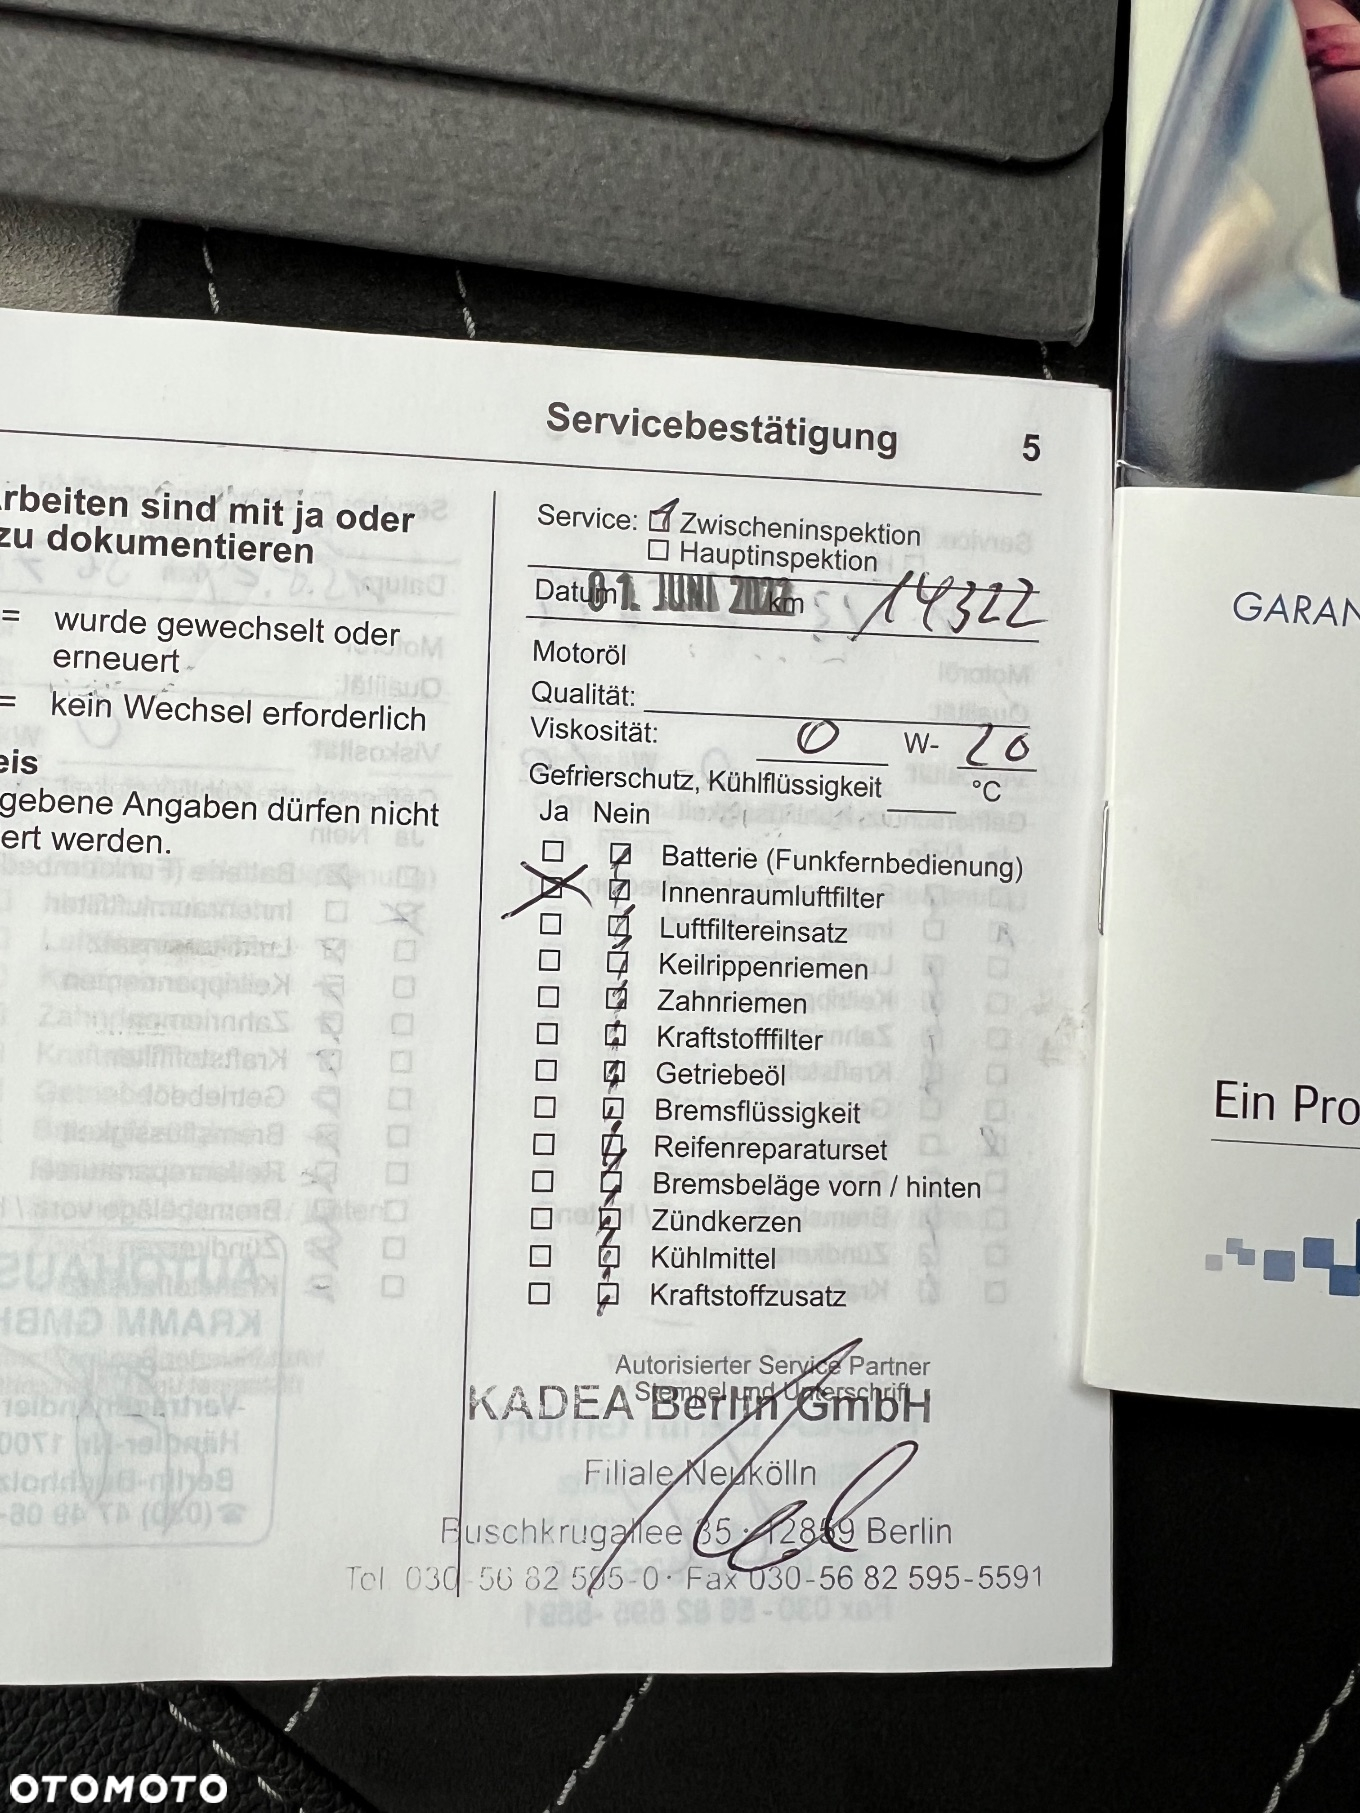 Servicebestätigung 5
rbeiten sind mit ja oder
zu dokumentieren
= wurde gewechselt oder
erneuert
= kein Wechsel erforderlich
eis
gebene Angaben dürfen nicht
ert werden.
Service: Zwischeninspektion
Hauptinspektion
Datum 01. JUNI 2022 km 14322
Motoröl
Qualität:
Viskosität: 0 W- 20
Gefrierschutz, Kühlflüssigkeit °C
Ja Nein
Batterie (Funkfernbedienung)
Innenraumluftfilter
Luftfiltereinsatz
Keilrippenriemen
Zahnriemen
Kraftstofffilter
Getriebeöl
Bremsflüssigkeit
Reifenreparaturset
Bremsbeläge vorn / hinten
Zündkerzen
Kühlmittel
Kraftstoffzusatz
Autorisierter Service Partner
Stempel und Unterschrift
KADEA Berlin GmbH
Filiale Neukölln
Buschkrugallee 35 · 12859 Berlin
Tel. 030-56 82 595-0 · Fax 030-56 82 595-5591
GARAN
Ein Pro
OTOMOTO